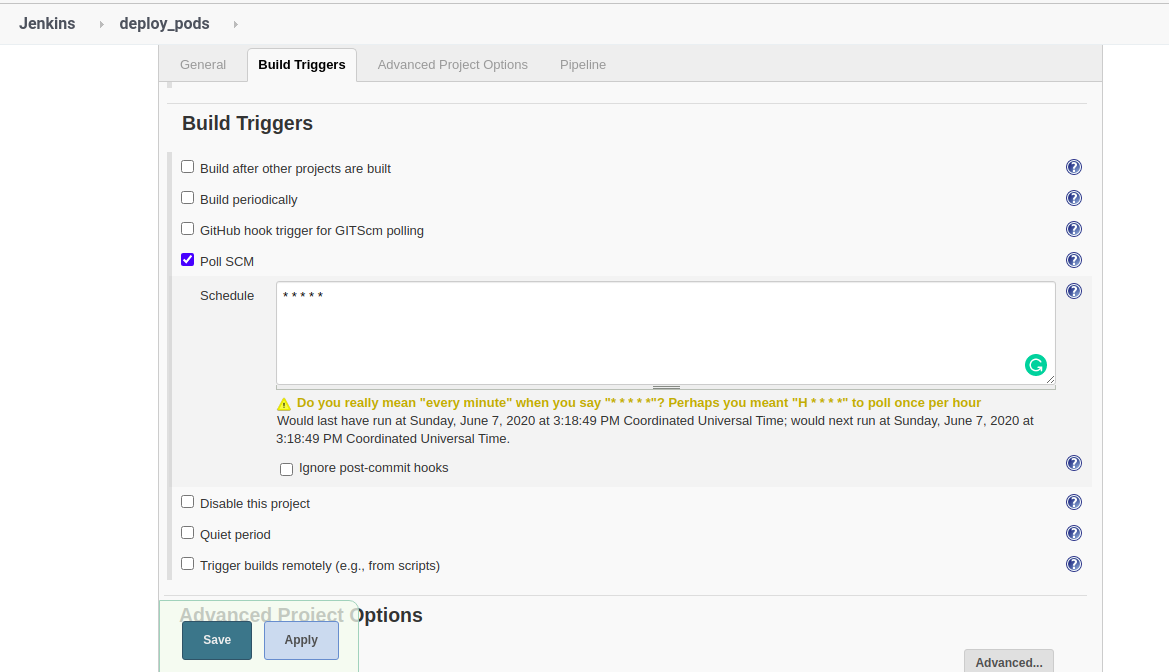 Jenkins deploy_pods
General Build Triggers Advanced Project Options Pipeline
Build Triggers
Build after other projects are built
Build periodically
GitHub hook trigger for GITScm polling
Poll SCM
Schedule * * * * *
Do you really mean "every minute" when you say "* * * * *"? Perhaps you meant "H * * * *" to poll once per hour
Would last have run at Sunday, June 7, 2020 at 3:18:49 PM Coordinated Universal Time; would next run at Sunday, June 7, 2020 at
3:18:49 PM Coordinated Universal Time.
Ignore post-commit hooks
Disable this project
Quiet period
Trigger builds remotely (e.g., from scripts)
Advanced Project Options
Save Apply
Advanced...